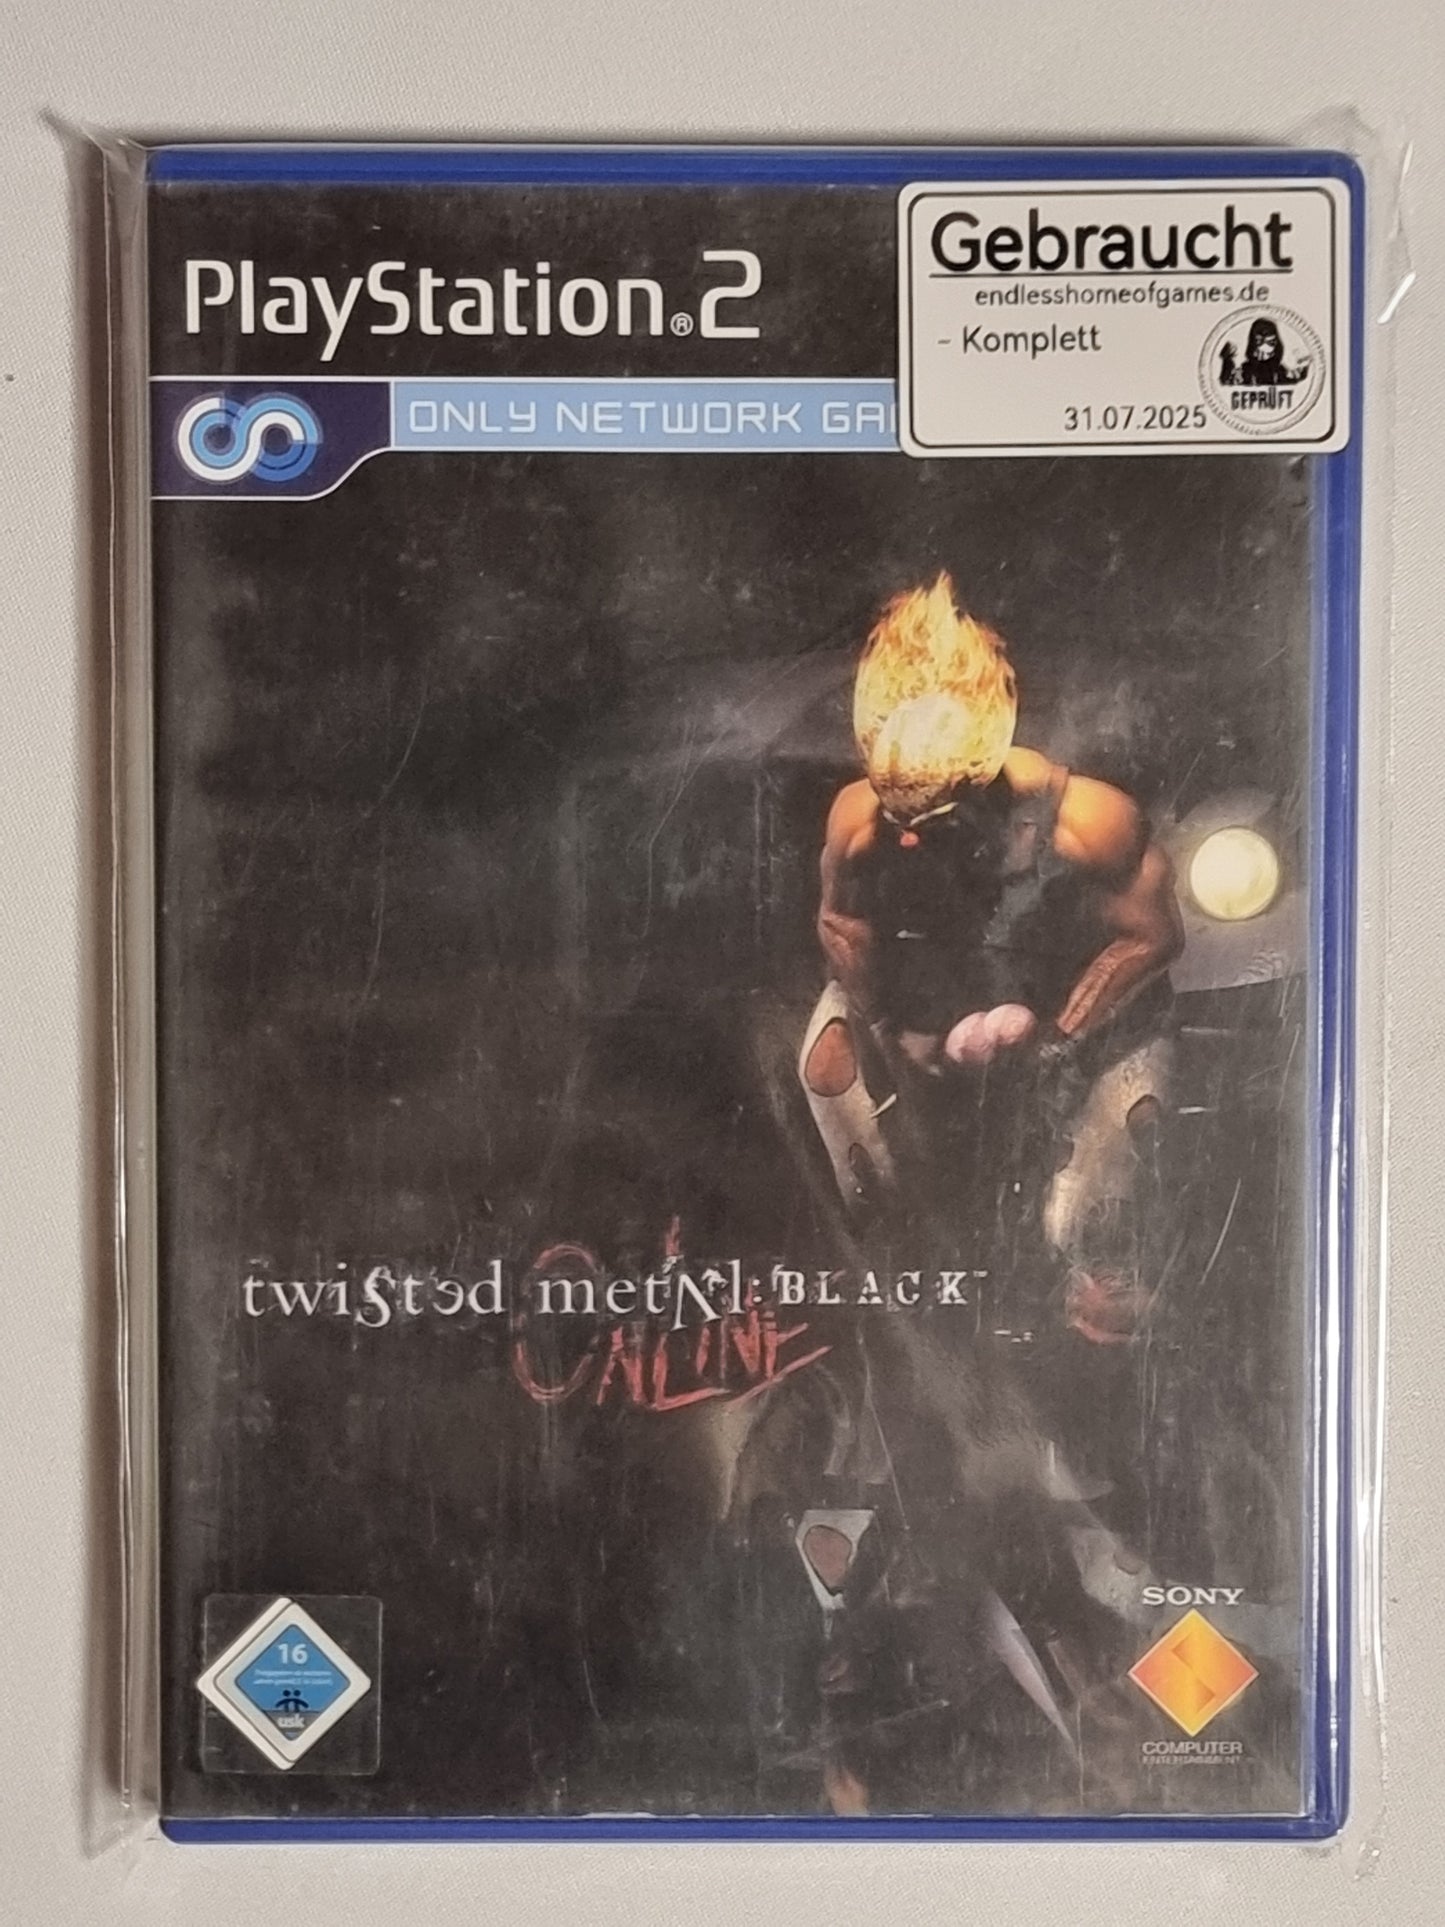 PlayStation®2
ONLY NETWORK GA
Gebraucht
endlesshomeofgames.de
- Komplett
31.07.2025
GEPRÜFT
twisted metal: BLACK™
ONLINE
16
usk
SONY
COMPUTER
ENTERTAINMENT